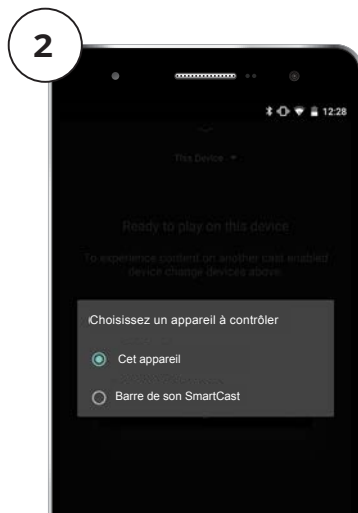 2
12:28
This Device
Ready to play on this device
To experience content on another cast enabled
device change devices above.
Choisissez un appareil à contrôler
Cet appareil
Barre de son SmartCast